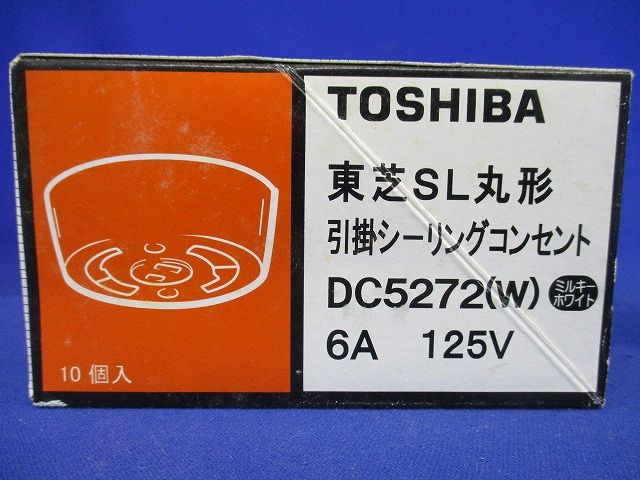 TOSHIBA
東芝SL丸形
引掛シーリングコンセント
DC5272(W) ミルキーホワイト
6A 125V
10個入